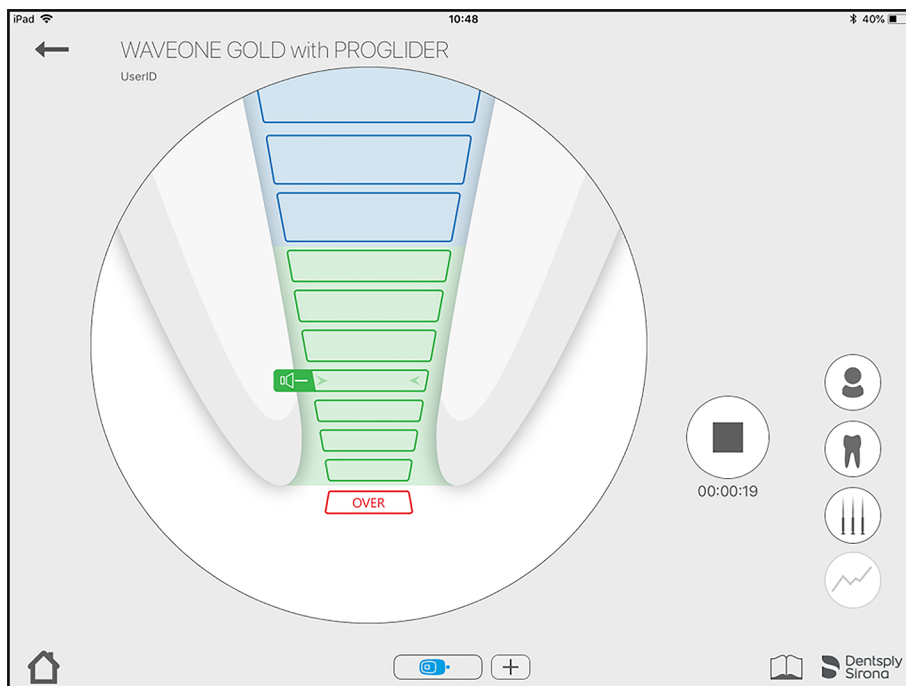 iPad 10:48 40%
WAVEONE GOLD with PROGLIDER
UserID
OVER
00:00:19
Dentsply
Sirona